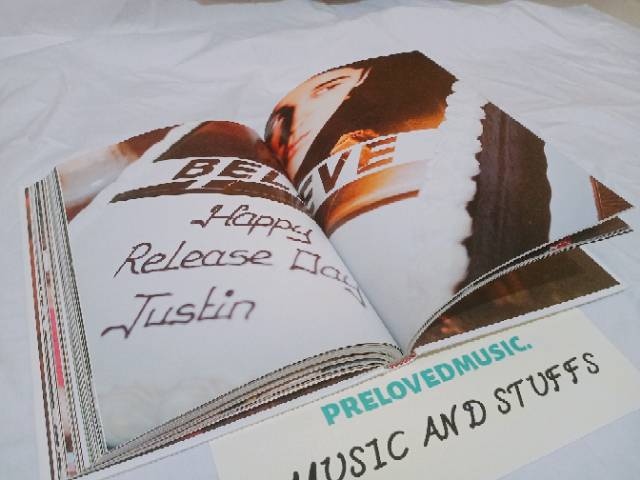 BELIEVE
Happy
Release Day
Justin
PRELOVEDMUSIC.
MUSIC AND STUFFS